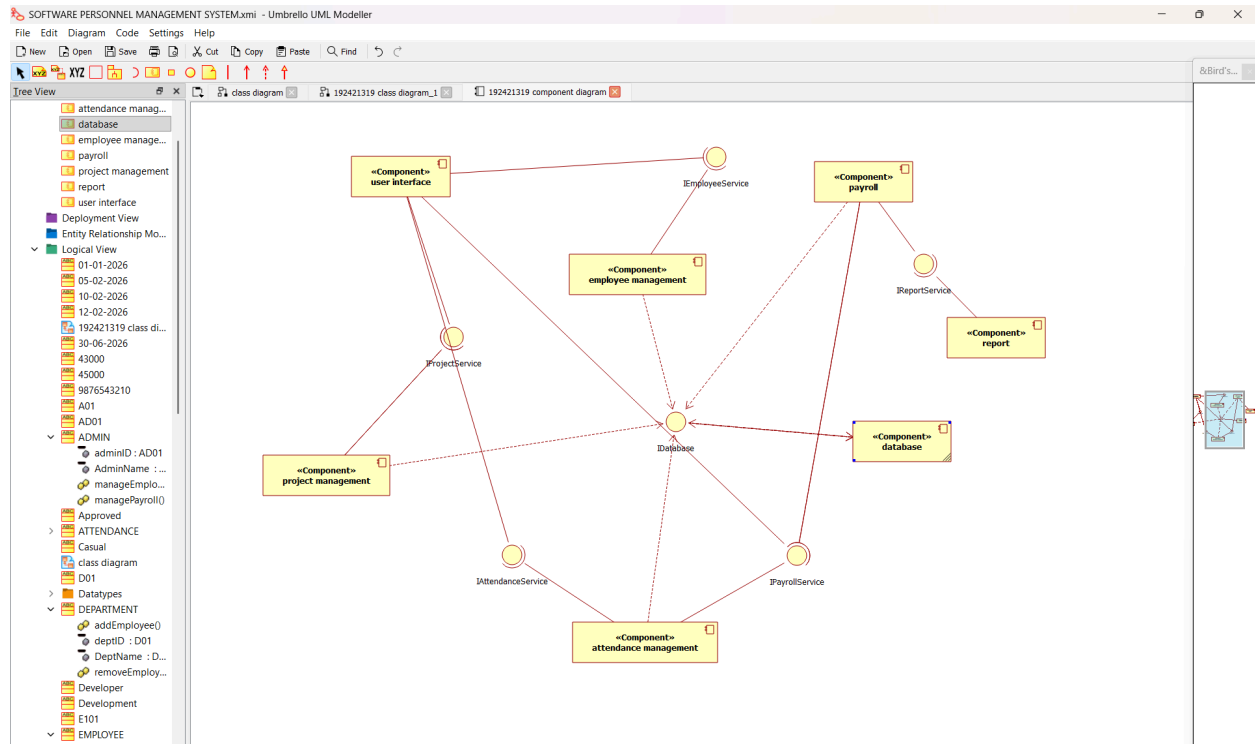 SOFTWARE PERSONNEL MANAGEMENT SYSTEM.xmi - Umbrello UML Modeller
File Edit Diagram Code Settings Help
New Open Save Cut Copy Paste Find
XYZ
&Bird's...
Tree View
class diagram
192421319 class diagram_1
192421319 component diagram
attendance manag...
database
employee manage...
payroll
project management
report
user interface
Deployment View
Entity Relationship Mo...
Logical View
01-01-2026
05-02-2026
10-02-2026
12-02-2026
192421319 class di...
30-06-2026
43000
45000
9876543210
A01
AD01
ADMIN
adminID : AD01
AdminName : ...
manageEmplo...
managePayroll()
Approved
ATTENDANCE
Casual
class diagram
D01
Datatypes
DEPARTMENT
addEmployee()
deptID : D01
DeptName : D...
removeEmploy...
Developer
Development
E101
EMPLOYEE
«Component»
user interface
IEmployeeService
«Component»
payroll
«Component»
employee management
IReportService
«Component»
report
IProjectService
IDatabase
«Component»
database
«Component»
project management
IAttendanceService
IPayrollService
«Component»
attendance management